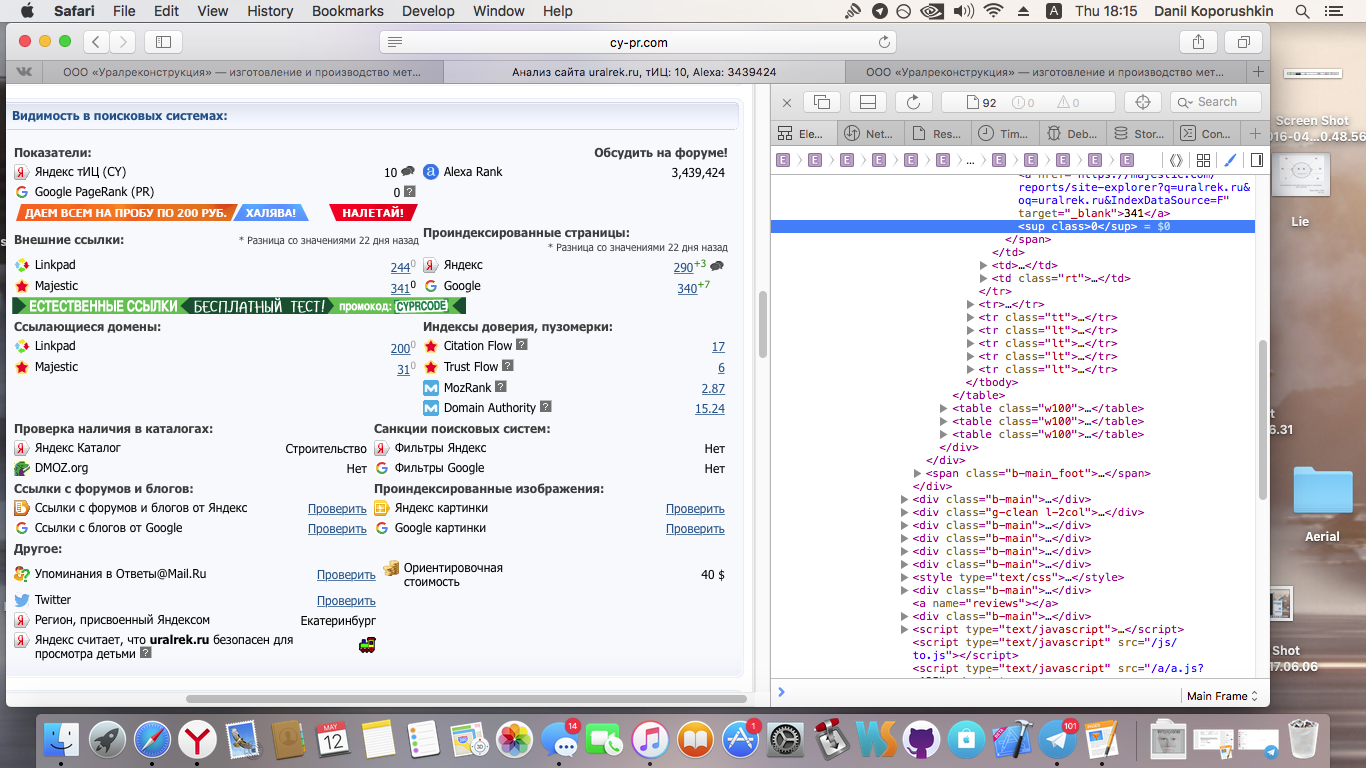 Safari File Edit View History Bookmarks Develop Window Help A Thu 18:15 Danil Koporushkin
cy-pr.com
ООО «Уралреконструкция» — изготовление и производство мет...
Анализ сайта uralrek.ru, тИЦ: 10, Alexa: 3439424
ООО «Уралреконструкция» — изготовление и производство мет...
Видимость в поисковых системах:
Показатели:
Обсудить на форуме!
Яндекс тИЦ (CY) 10
Alexa Rank 3,439,424
Google PageRank (PR) 0 ?
ДАЕМ ВСЕМ НА ПРОБУ ПО 200 РУБ. ХАЛЯВА! НАЛЕТАЙ!
Внешние ссылки:
* Разница со значениями 22 дня назад
Linkpad 244 0
Majestic 341 0
Проиндексированные страницы:
* Разница со значениями 22 дня назад
Яндекс 290 +3
Google 340 +7
ЕСТЕСТВЕННЫЕ ССЫЛКИ БЕСПЛАТНЫЙ ТЕСТ! промокод: CYPRCODE
Ссылающиеся домены:
Linkpad 200 0
Majestic 31 0
Индексы доверия, пузомерки:
Citation Flow ? 17
Trust Flow ? 6
MozRank ? 2.87
Domain Authority ? 15.24
Проверка наличия в каталогах:
Яндекс Каталог Строительство
DMOZ.org Нет
Санкции поисковых систем:
Фильтры Яндекс Нет
Фильтры Google Нет
Ссылки с форумов и блогов:
Ссылки с форумов и блогов от Яндекс Проверить
Ссылки с блогов от Google Проверить
Проиндексированные изображения:
Яндекс картинки Проверить
Google картинки Проверить
Другое:
Упоминания в Ответы@Mail.Ru Проверить
Ориентировочная
стоимость
40 $
Twitter Проверить
Регион, присвоенный Яндексом Екатеринбург
Яндекс считает, что uralrek.ru безопасен для
просмотра детьми ?
92 0 0 Search
Ele... Net... Res... Tim... Deb... Stor... Con...
E E E E E E ... E E E E E
<a href="https://majestic.com/
reports/site-explorer?q=uralrek.ru&
oq=uralrek.ru&IndexDataSource=F"
target="_blank">341</a>
<sup class>0</sup> = $0
</span>
</td>
<td>…</td>
<td class="rt">…</td>
</tr>
<tr>…</tr>
<tr class="tt">…</tr>
<tr class="lt">…</tr>
<tr class="lt">…</tr>
<tr class="lt">…</tr>
<tr class="lt">…</tr>
</tbody>
</table>
<table class="w100">…</table>
<table class="w100">…</table>
<table class="w100">…</table>
</div>
</div>
<span class="b-main_foot">…</span>
</div>
<div class="b-main">…</div>
<div class="g-clean l-2col">…</div>
<div class="b-main">…</div>
<div class="b-main">…</div>
<div class="b-main">…</div>
<div class="b-main">…</div>
<style type="text/css">…</style>
<div class="b-main">…</div>
<a name="reviews"></a>
<div class="b-main">…</div>
<script type="text/javascript">…</script>
<script type="text/javascript" src="/js/
to.js"></script>
<script type="text/javascript" src="/a/a.js?
Main Frame
Screen Shot
016-04...0.48.56
Lie
6.31
Aerial
Shot
17.06.06
MAY
12
14
1
101
30